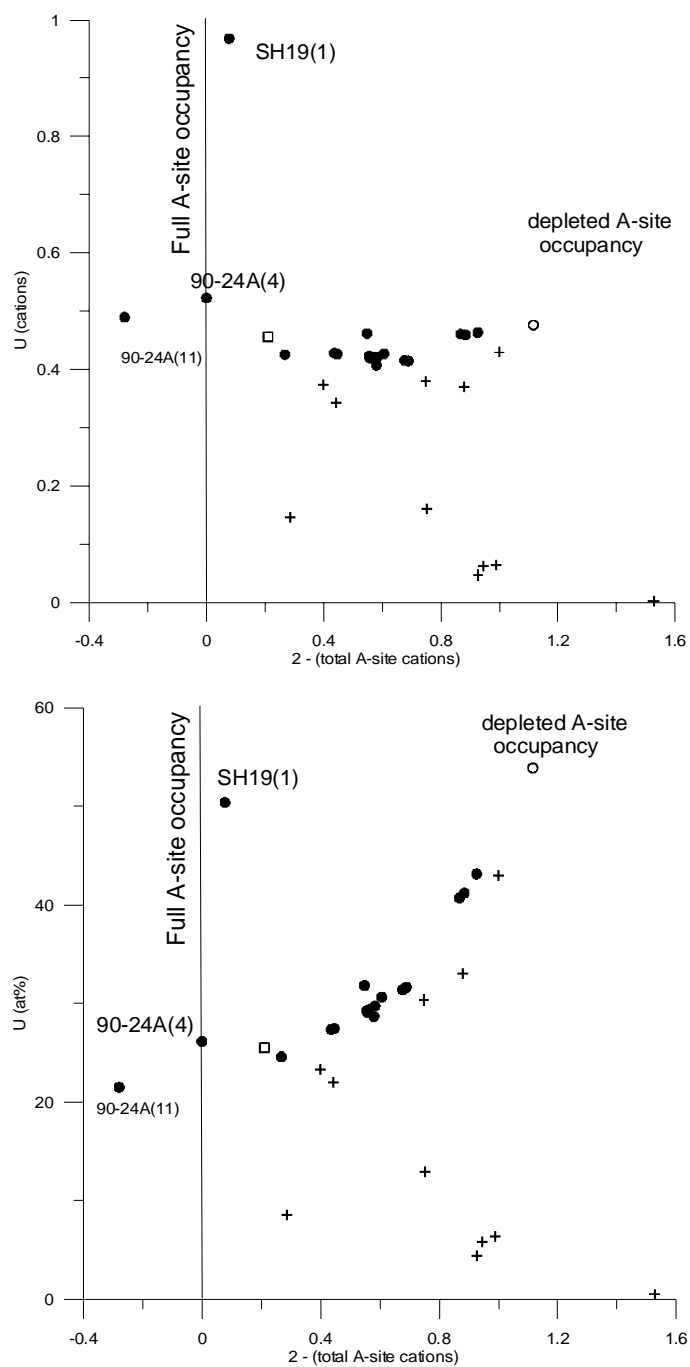 1
SH19(1)
Full A-site occupancy
0.8
depleted A-site
occupancy
0.6
90-24A(4)
U (cations)
90-24A(11)
0.4
0.2
0
-0.4
0
0.4
0.8
1.2
1.6
2 - (total A-site cations)
60
depleted A-site
occupancy
SH19(1)
Full A-site occupancy
40
U (at%)
90-24A(4)
90-24A(11)
20
0
-0.4
0
0.4
0.8
1.2
1.6
2 - (total A-site cations)